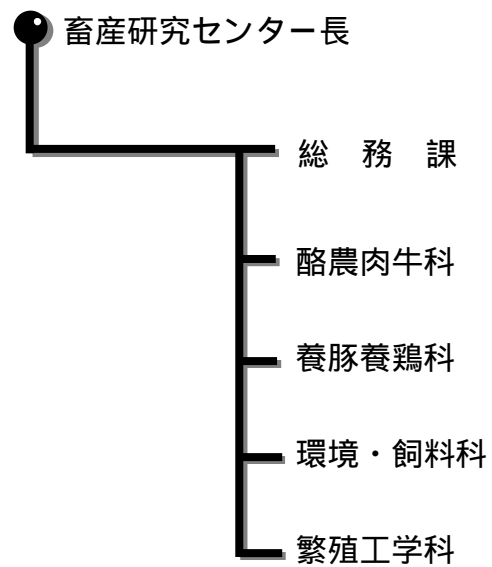 畜産研究センター長
総　務　課
酪農肉牛科
養豚養鶏科
環境・飼料科
繁殖工学科